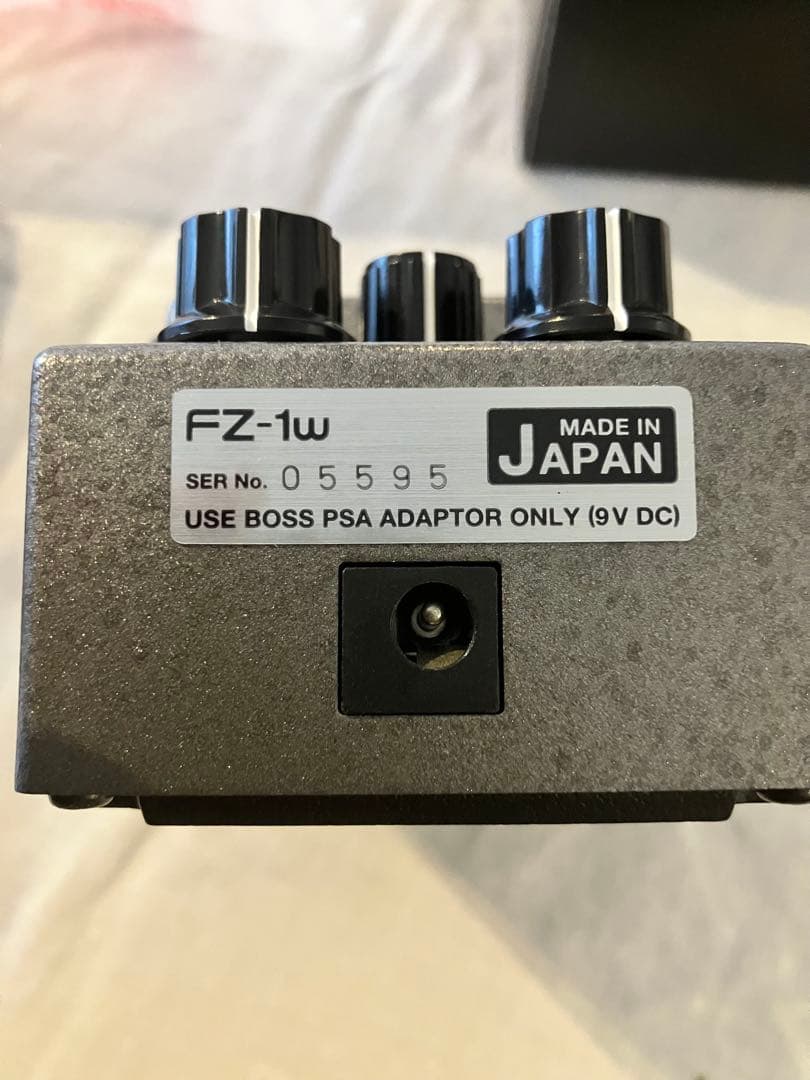 FZ-1w
MADE IN
JAPAN
SER No. 05595
USE BOSS PSA ADAPTOR ONLY (9V DC)